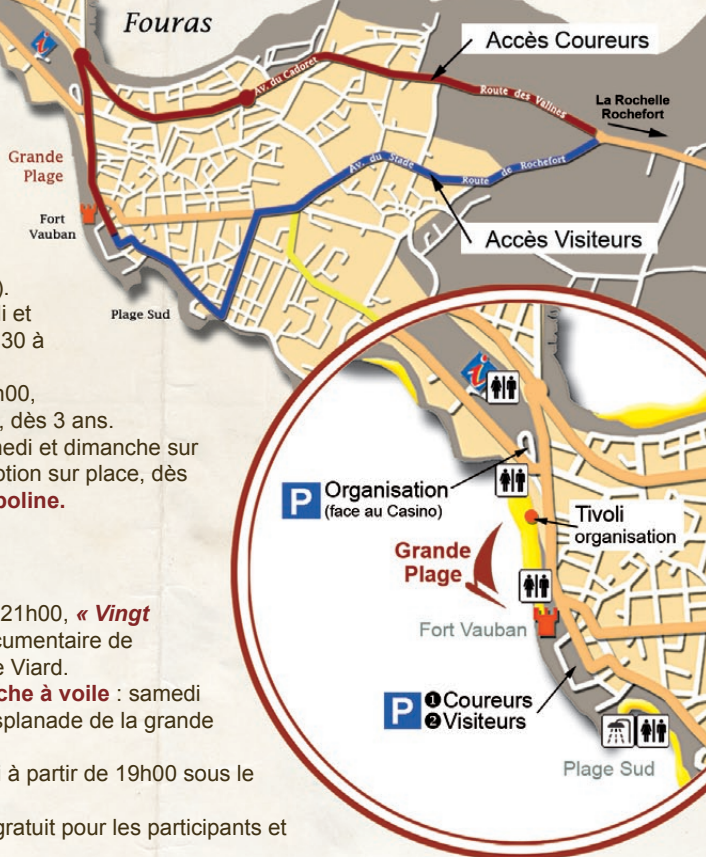 Fouras
Accès Coureurs
Av. du Cadoret
Route des Valines
La Rochelle
Rochefort
Grande
Plage
Av. du Stade
Route de Rochefort
Fort
Vauban
Accès Visiteurs
Plage Sud
).
i et
30 à
h00,
, dès 3 ans.
medi et dimanche sur
ption sur place, dès
poline.
P Organisation
(face au Casino)
Tivoli
organisation
Grande
Plage
Fort Vauban
P ❶Coureurs
❷Visiteurs
Plage Sud
21h00, « Vingt
cumentaire de
e Viard.
che à voile : samedi
splanade de la grande
à partir de 19h00 sous le
gratuit pour les participants et